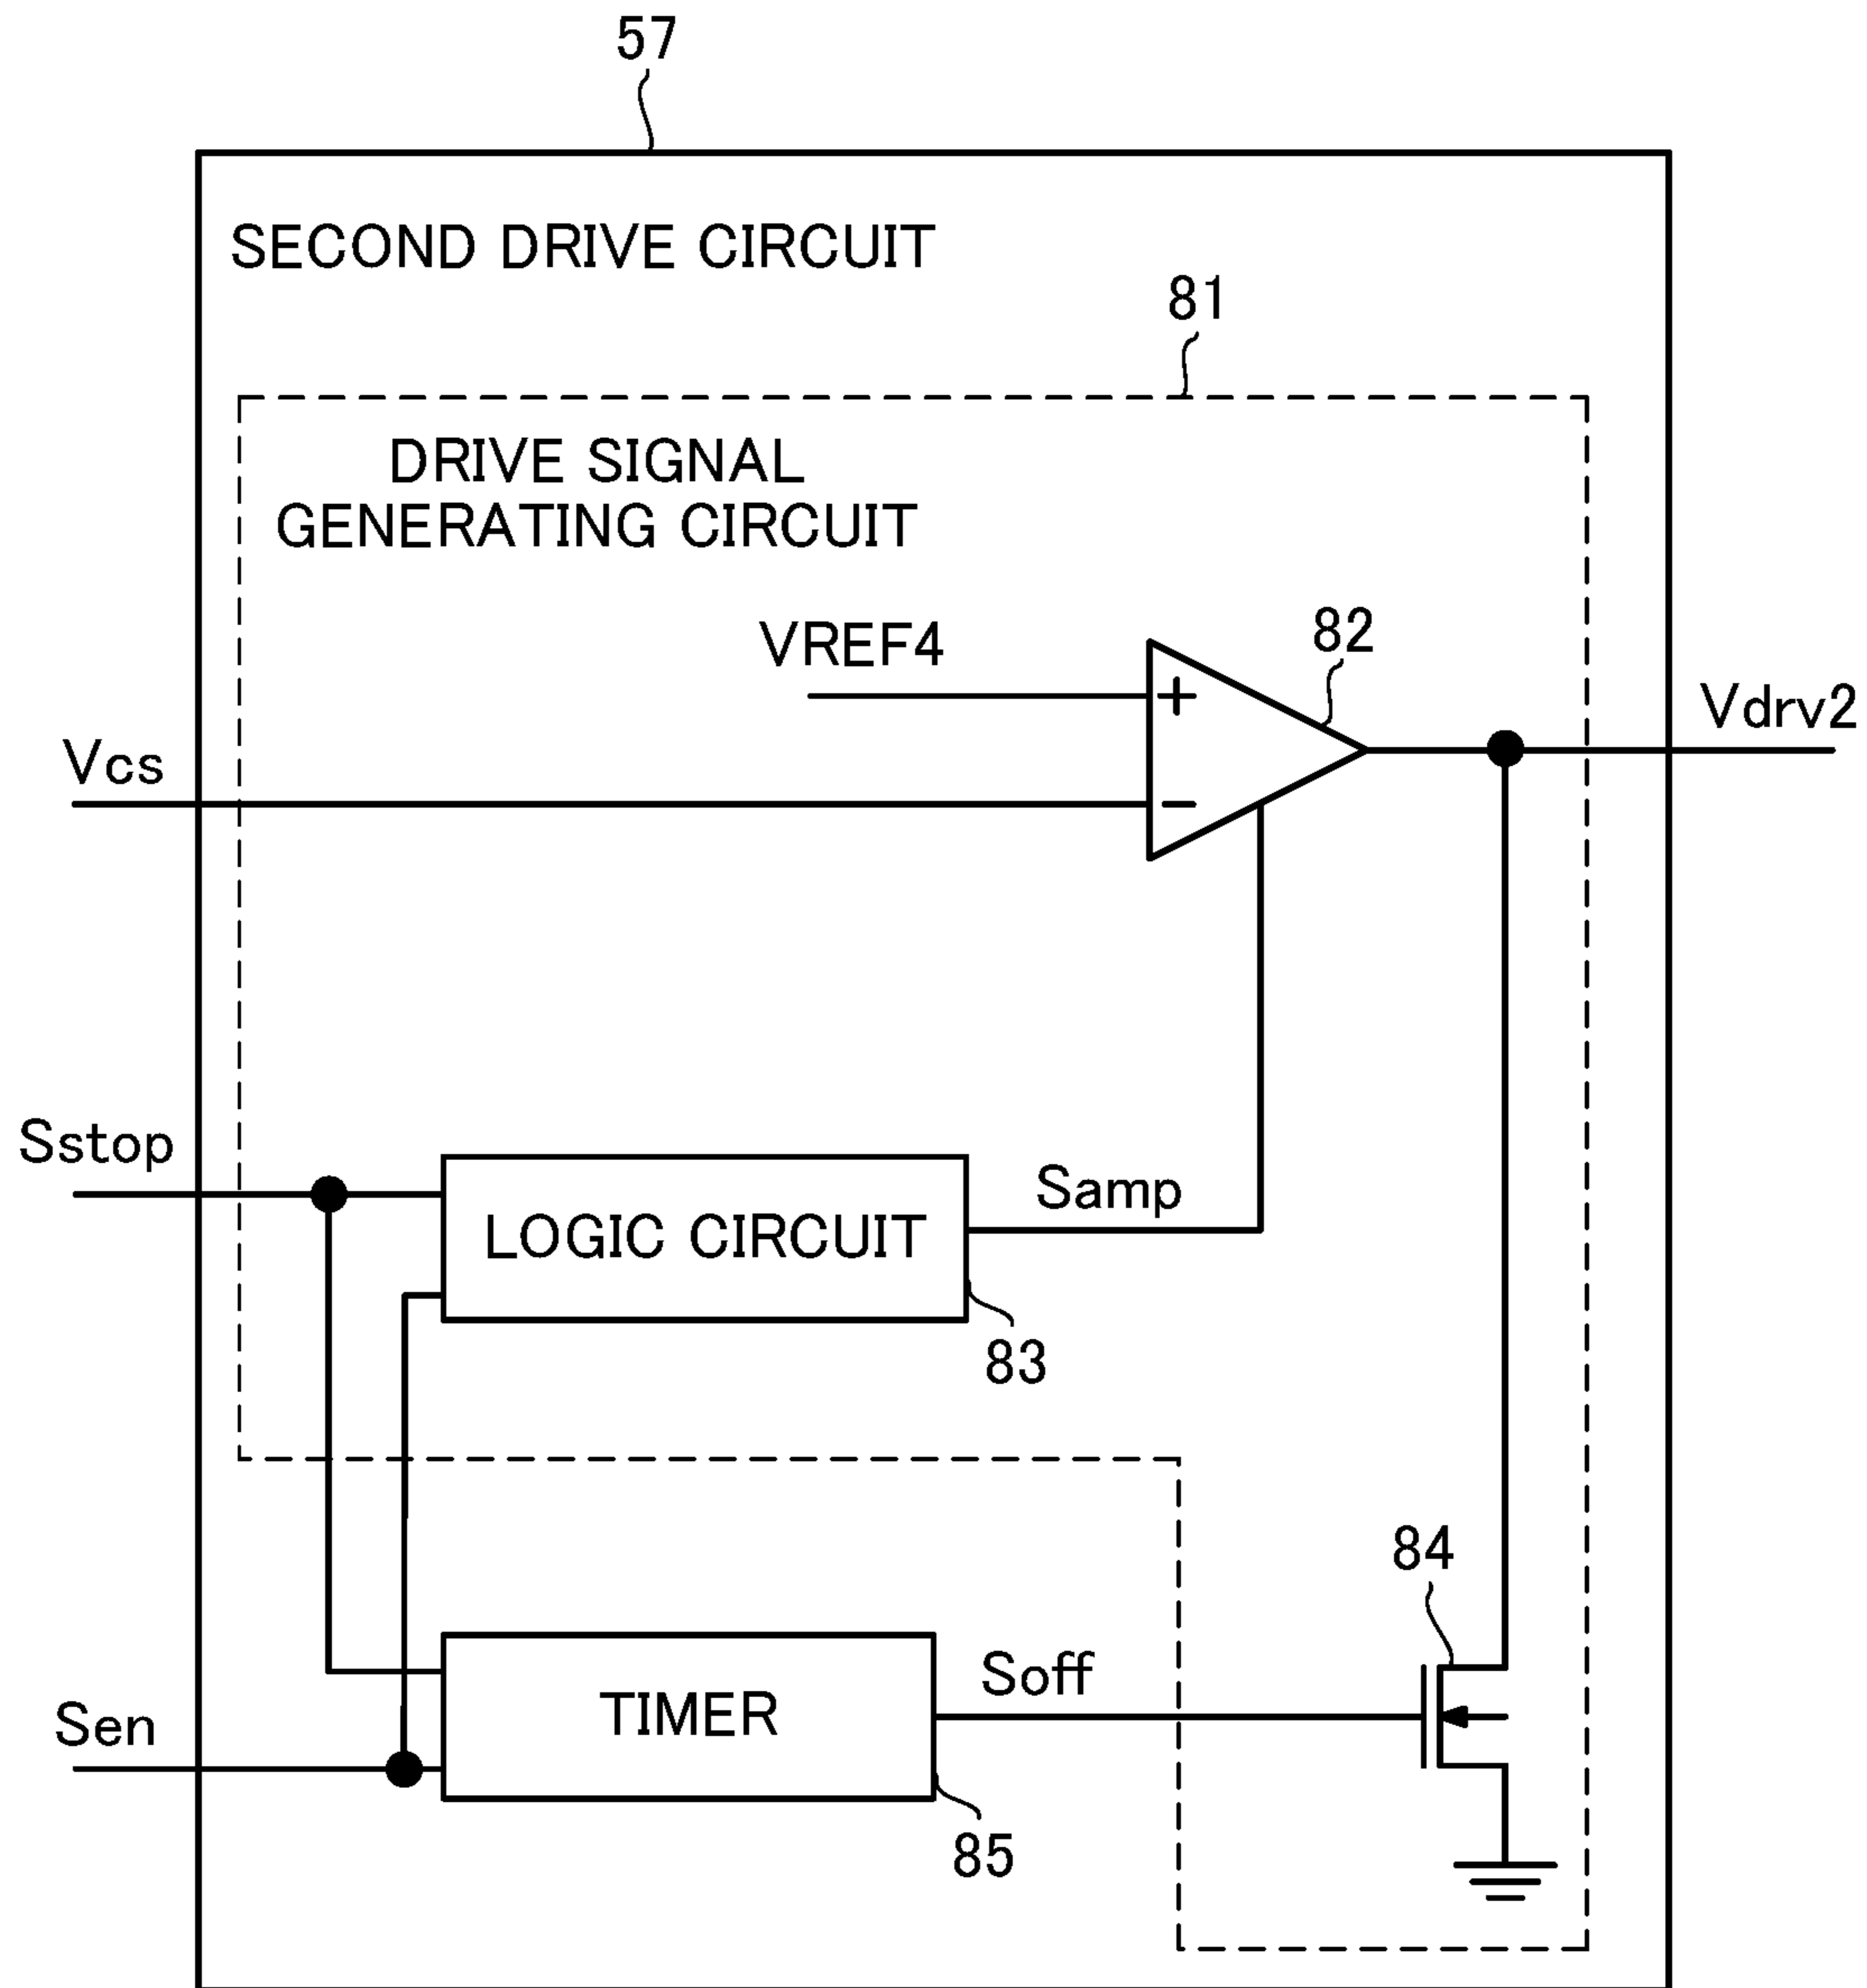 57
SECOND DRIVE CIRCUIT
81
DRIVE SIGNAL
GENERATING CIRCUIT
VREF4
82
+
−
Vdrv2
Vcs
Sstop
LOGIC CIRCUIT
Samp
83
84
Sen
TIMER
Soff
85